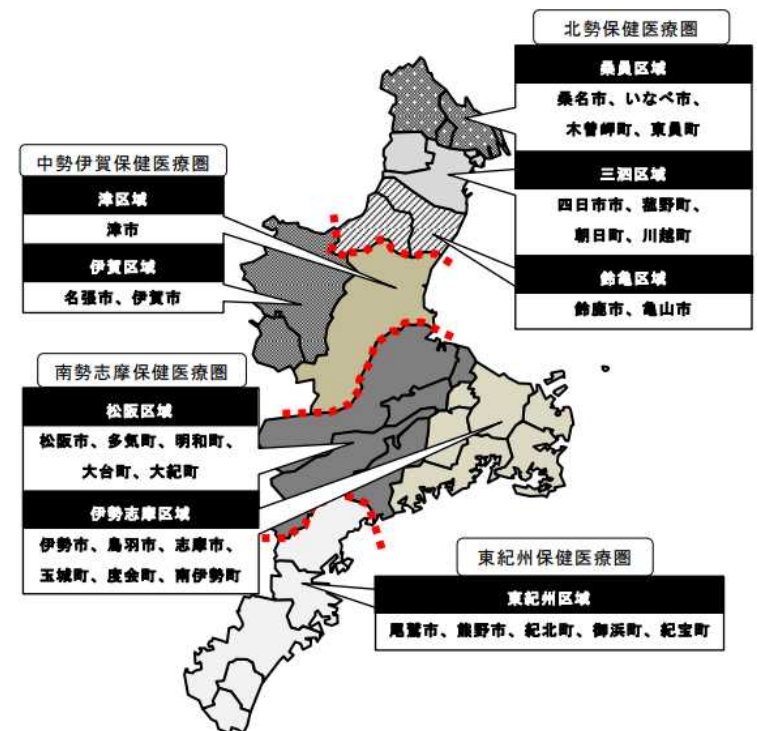 北勢保健医療圏
桑員区域
桑名市、いなべ市、
木曽岬町、東員町
三泗区域
四日市市、菰野町、
朝日町、川越町
鈴亀区域
鈴鹿市、亀山市
中勢伊賀保健医療圏
津区域
津市
伊賀区域
名張市、伊賀市
南勢志摩保健医療圏
松阪区域
松阪市、多気町、明和町、
大台町、大紀町
伊勢志摩区域
伊勢市、鳥羽市、志摩市、
玉城町、度会町、南伊勢町
東紀州保健医療圏
東紀州区域
尾鷲市、熊野市、紀北町、御浜町、紀宝町